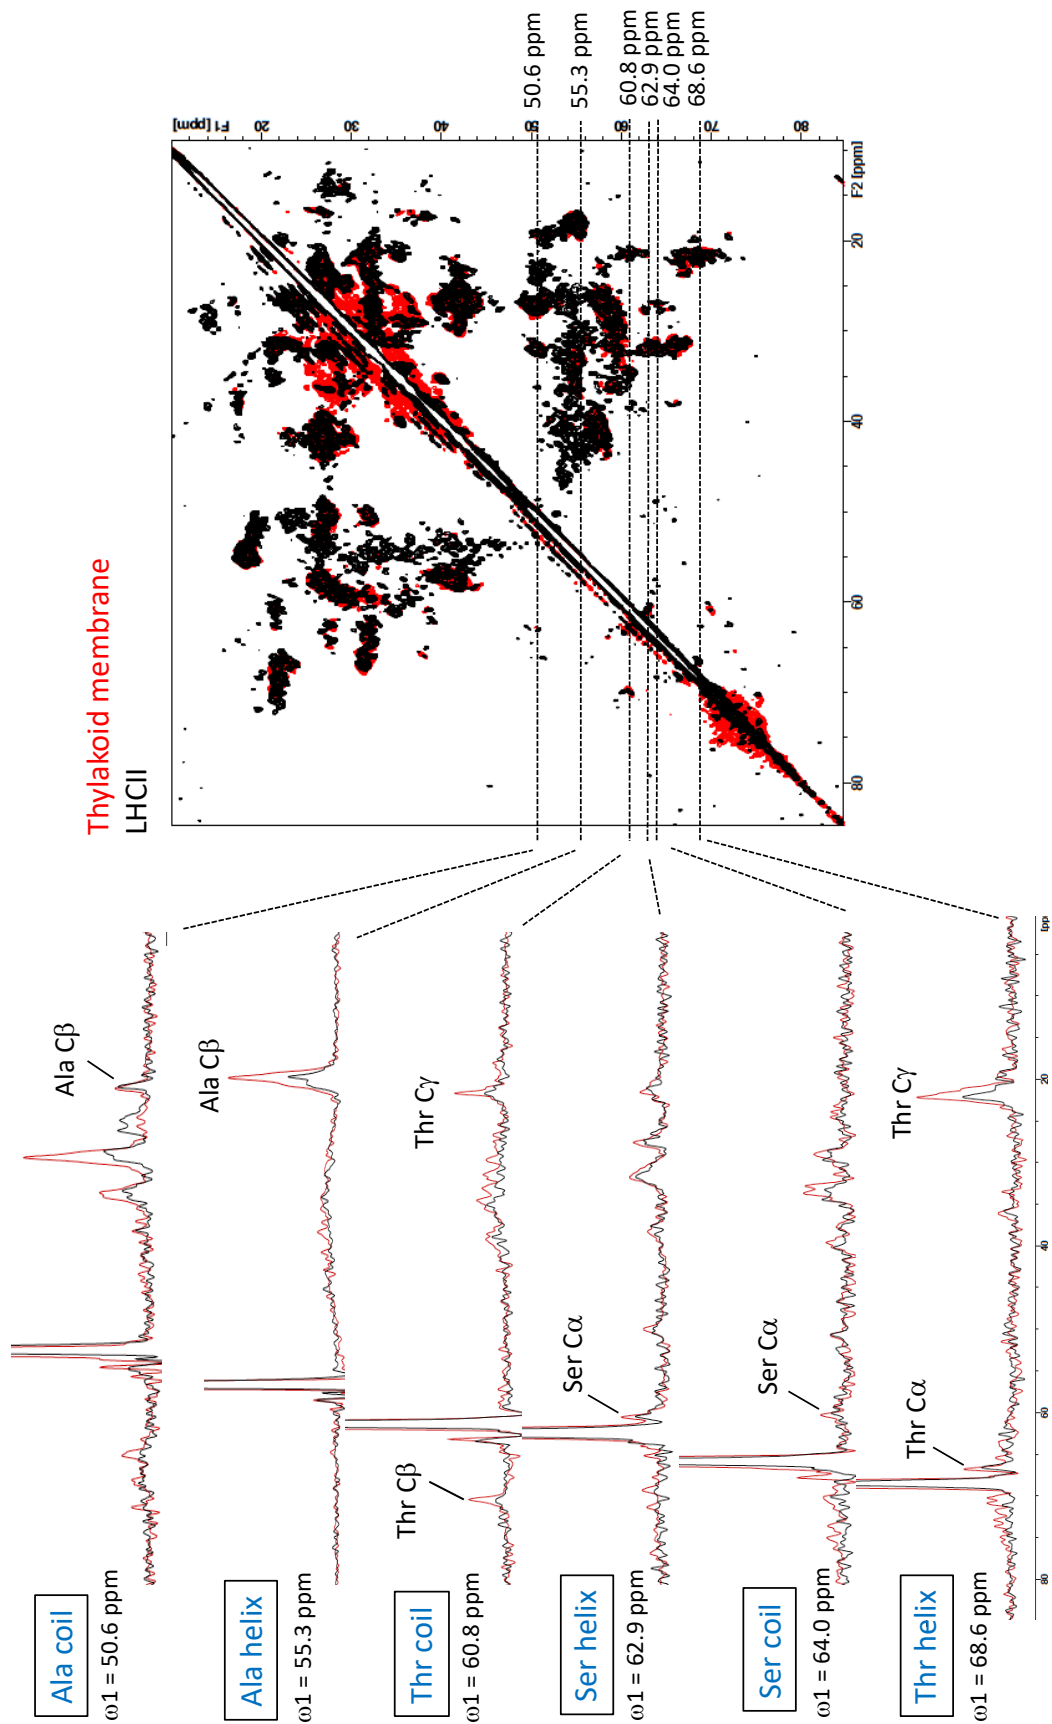 Ala coil
ω1 = 50.6 ppm
Ala Cβ
Ala helix
ω1 = 55.3 ppm
Ala Cβ
Thr coil
ω1 = 60.8 ppm
Thr Cβ
Thr Cγ
Ser helix
ω1 = 62.9 ppm
Ser Cα
Ser coil
ω1 = 64.0 ppm
Ser Cα
Thr helix
ω1 = 68.6 ppm
Thr Cα
Thr Cγ
80 60 40 20
Thylakoid membrane
LHCII
F1 [ppm]
20
30
40
50
60
70
80
80 60 40 20 F2 [ppm]
50.6 ppm
55.3 ppm
60.8 ppm
62.9 ppm
64.0 ppm
68.6 ppm